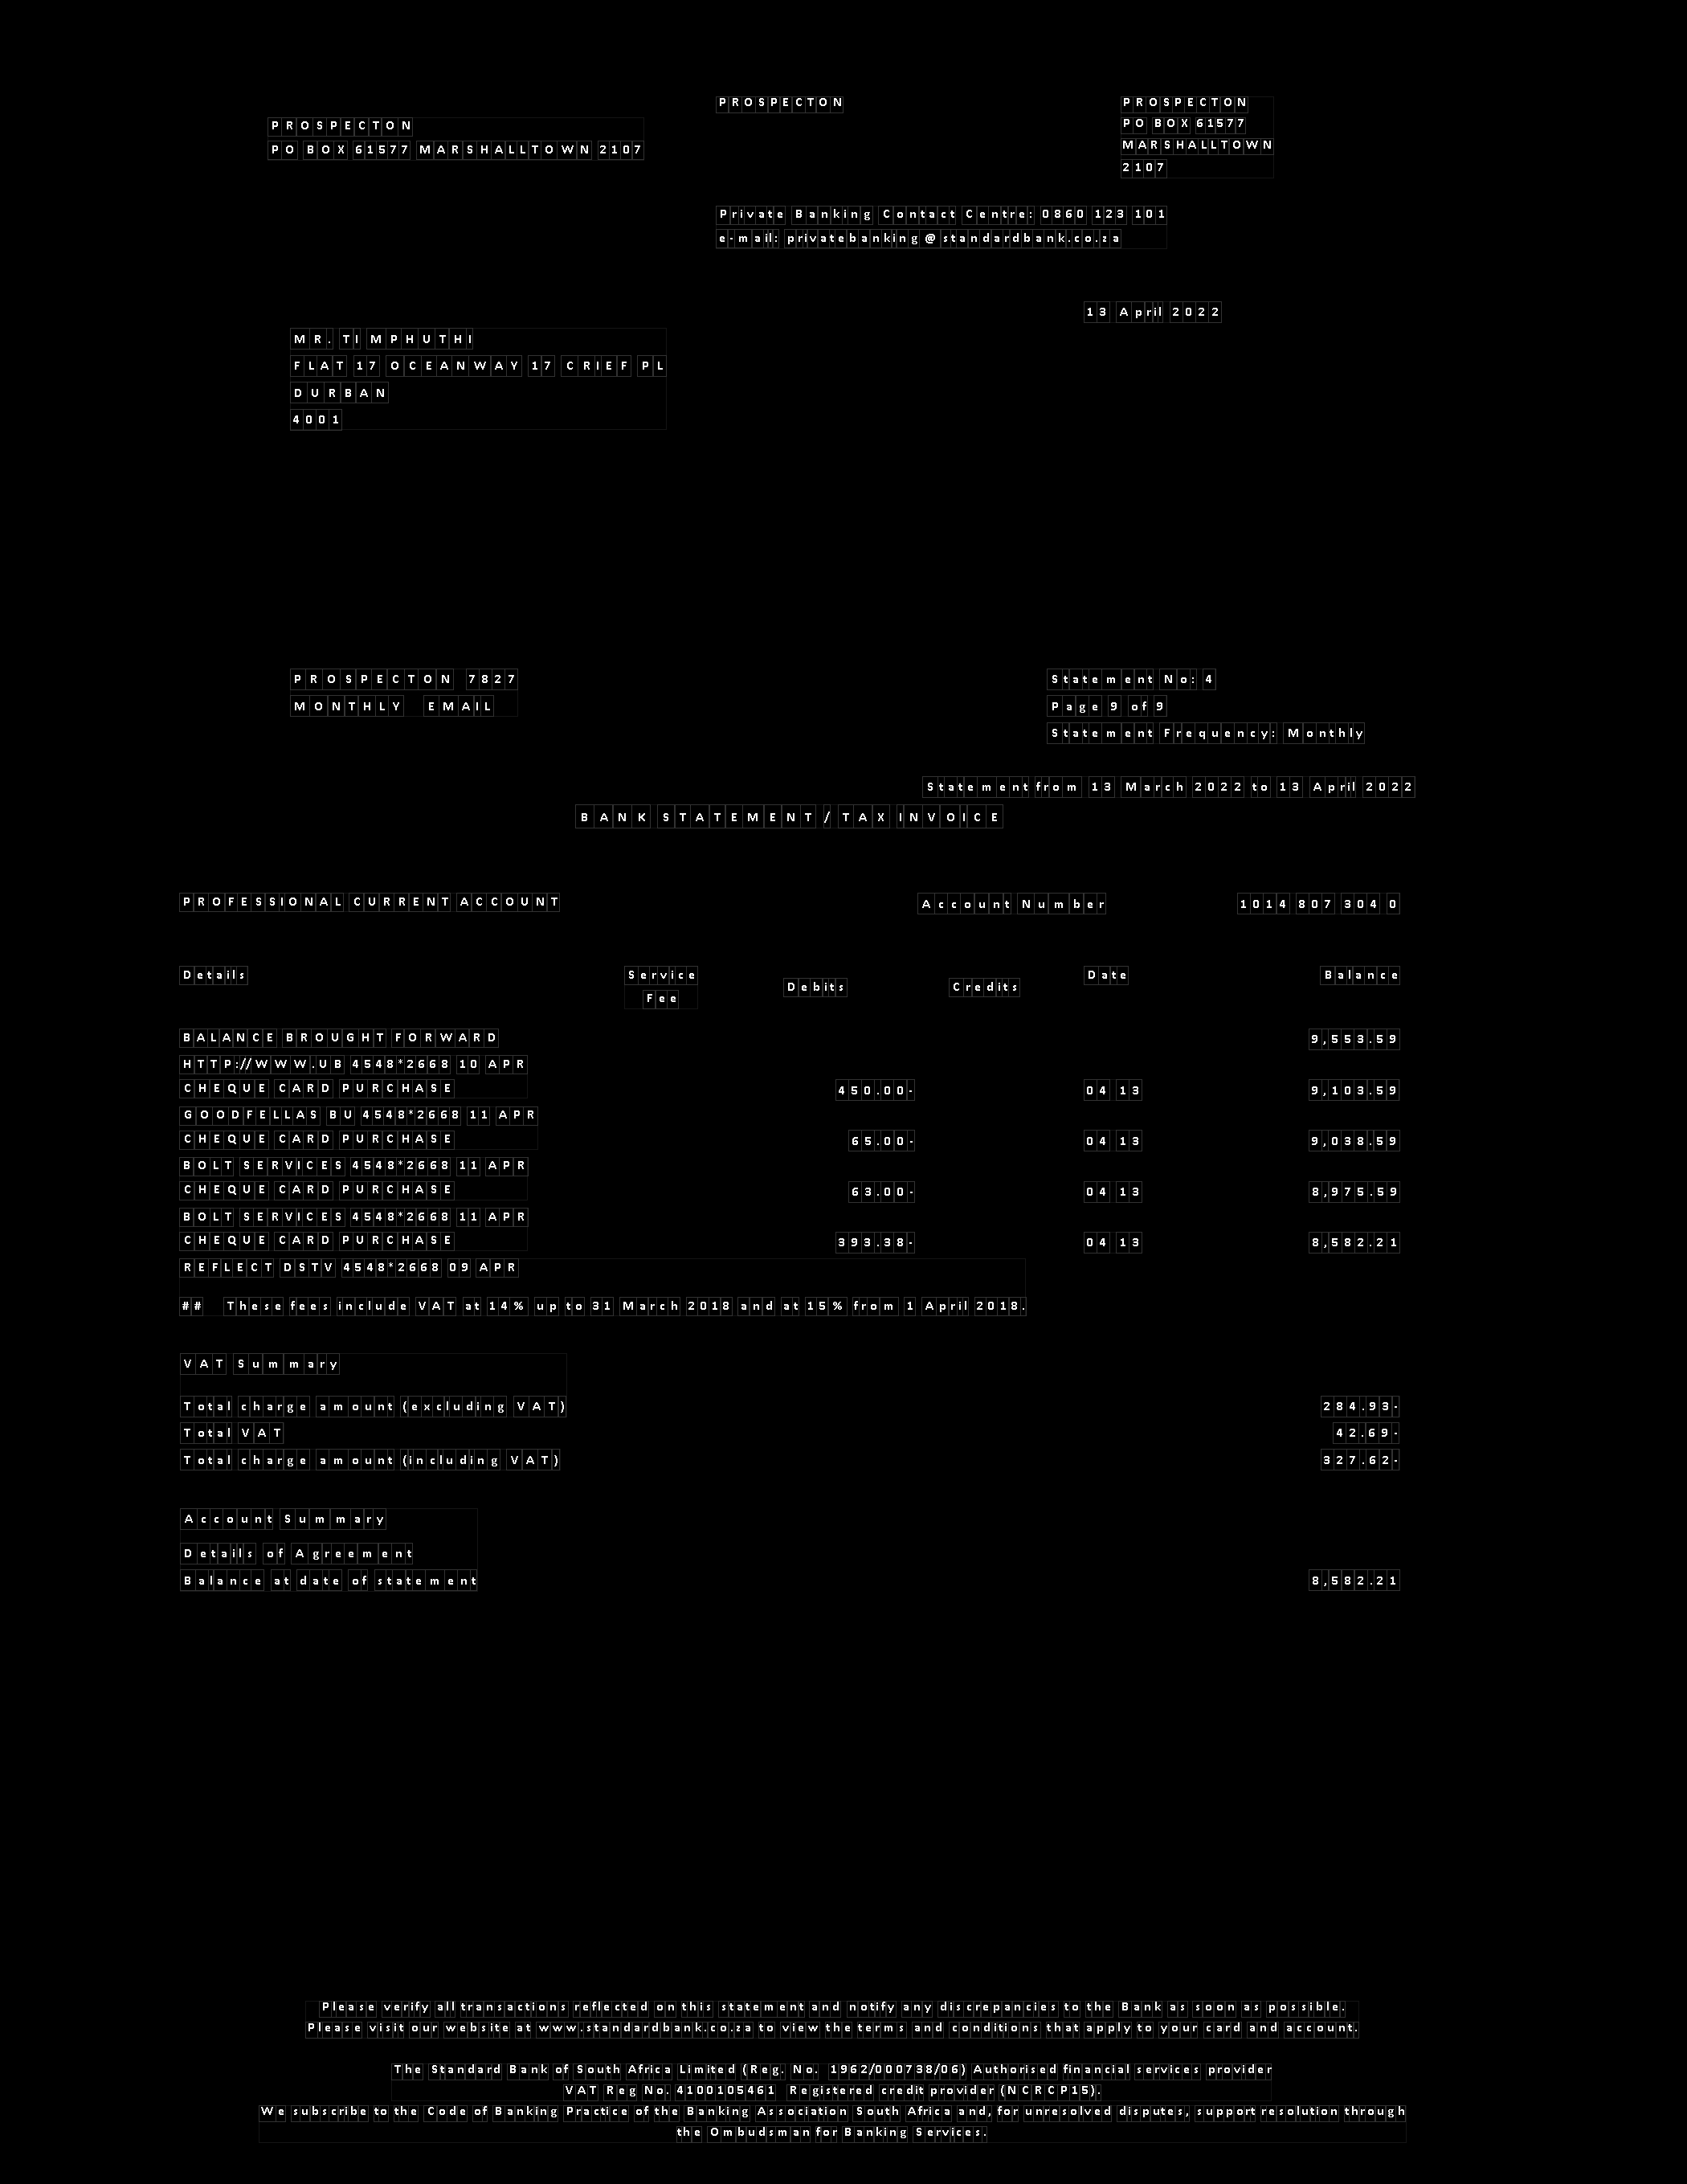 PROSPECTON
PO BOX 61577 MARSHALLTOWN 2107
PROSPECTON
PROSPECTON
PO BOX 61577
MARSHALLTOWN
2107
Private Banking Contact Centre: 0860 123 101
e-mail: privatebanking@standardbank.co.za
13 April 2022
MR. TI MPHUTHI
FLAT 17 OCEANWAY 17 CRIEF PL
DURBAN
4001
PROSPECTON 7827
MONTHLY EMAIL
Statement No: 4
Page 9 of 9
Statement Frequency: Monthly
Statement from 13 March 2022 to 13 April 2022
BANK STATEMENT / TAX INVOICE
PROFESSIONAL CURRENT ACCOUNT Account Number 1014 807 304 0
Details Service Fee Debits Credits Date Balance
BALANCE BROUGHT FORWARD 9,553.59
HTTP://WWW.UB 4548*2668 10 APR
CHEQUE CARD PURCHASE 450.00- 04 13 9,103.59
GOODFELLAS BU 4548*2668 11 APR
CHEQUE CARD PURCHASE 65.00- 04 13 9,038.59
BOLT SERVICES 4548*2668 11 APR
CHEQUE CARD PURCHASE 63.00- 04 13 8,975.59
BOLT SERVICES 4548*2668 11 APR
CHEQUE CARD PURCHASE 393.38- 04 13 8,582.21
REFLECT DSTV 4548*2668 09 APR
## These fees include VAT at 14% up to 31 March 2018 and at 15% from 1 April 2018.
VAT Summary
Total charge amount (excluding VAT) 284.93-
Total VAT 42.69-
Total charge amount (including VAT) 327.62-
Account Summary
Details of Agreement
Balance at date of statement 8,582.21
Please verify all transactions reflected on this statement and notify any discrepancies to the Bank as soon as possible.
Please visit our website at www.standardbank.co.za to view the terms and conditions that apply to your card and account.
The Standard Bank of South Africa Limited (Reg. No. 1962/000738/06) Authorised financial services provider
VAT Reg No. 4100105461 Registered credit provider (NCRCP15).
We subscribe to the Code of Banking Practice of the Banking Association South Africa and, for unresolved disputes, support resolution through
the Ombudsman for Banking Services.